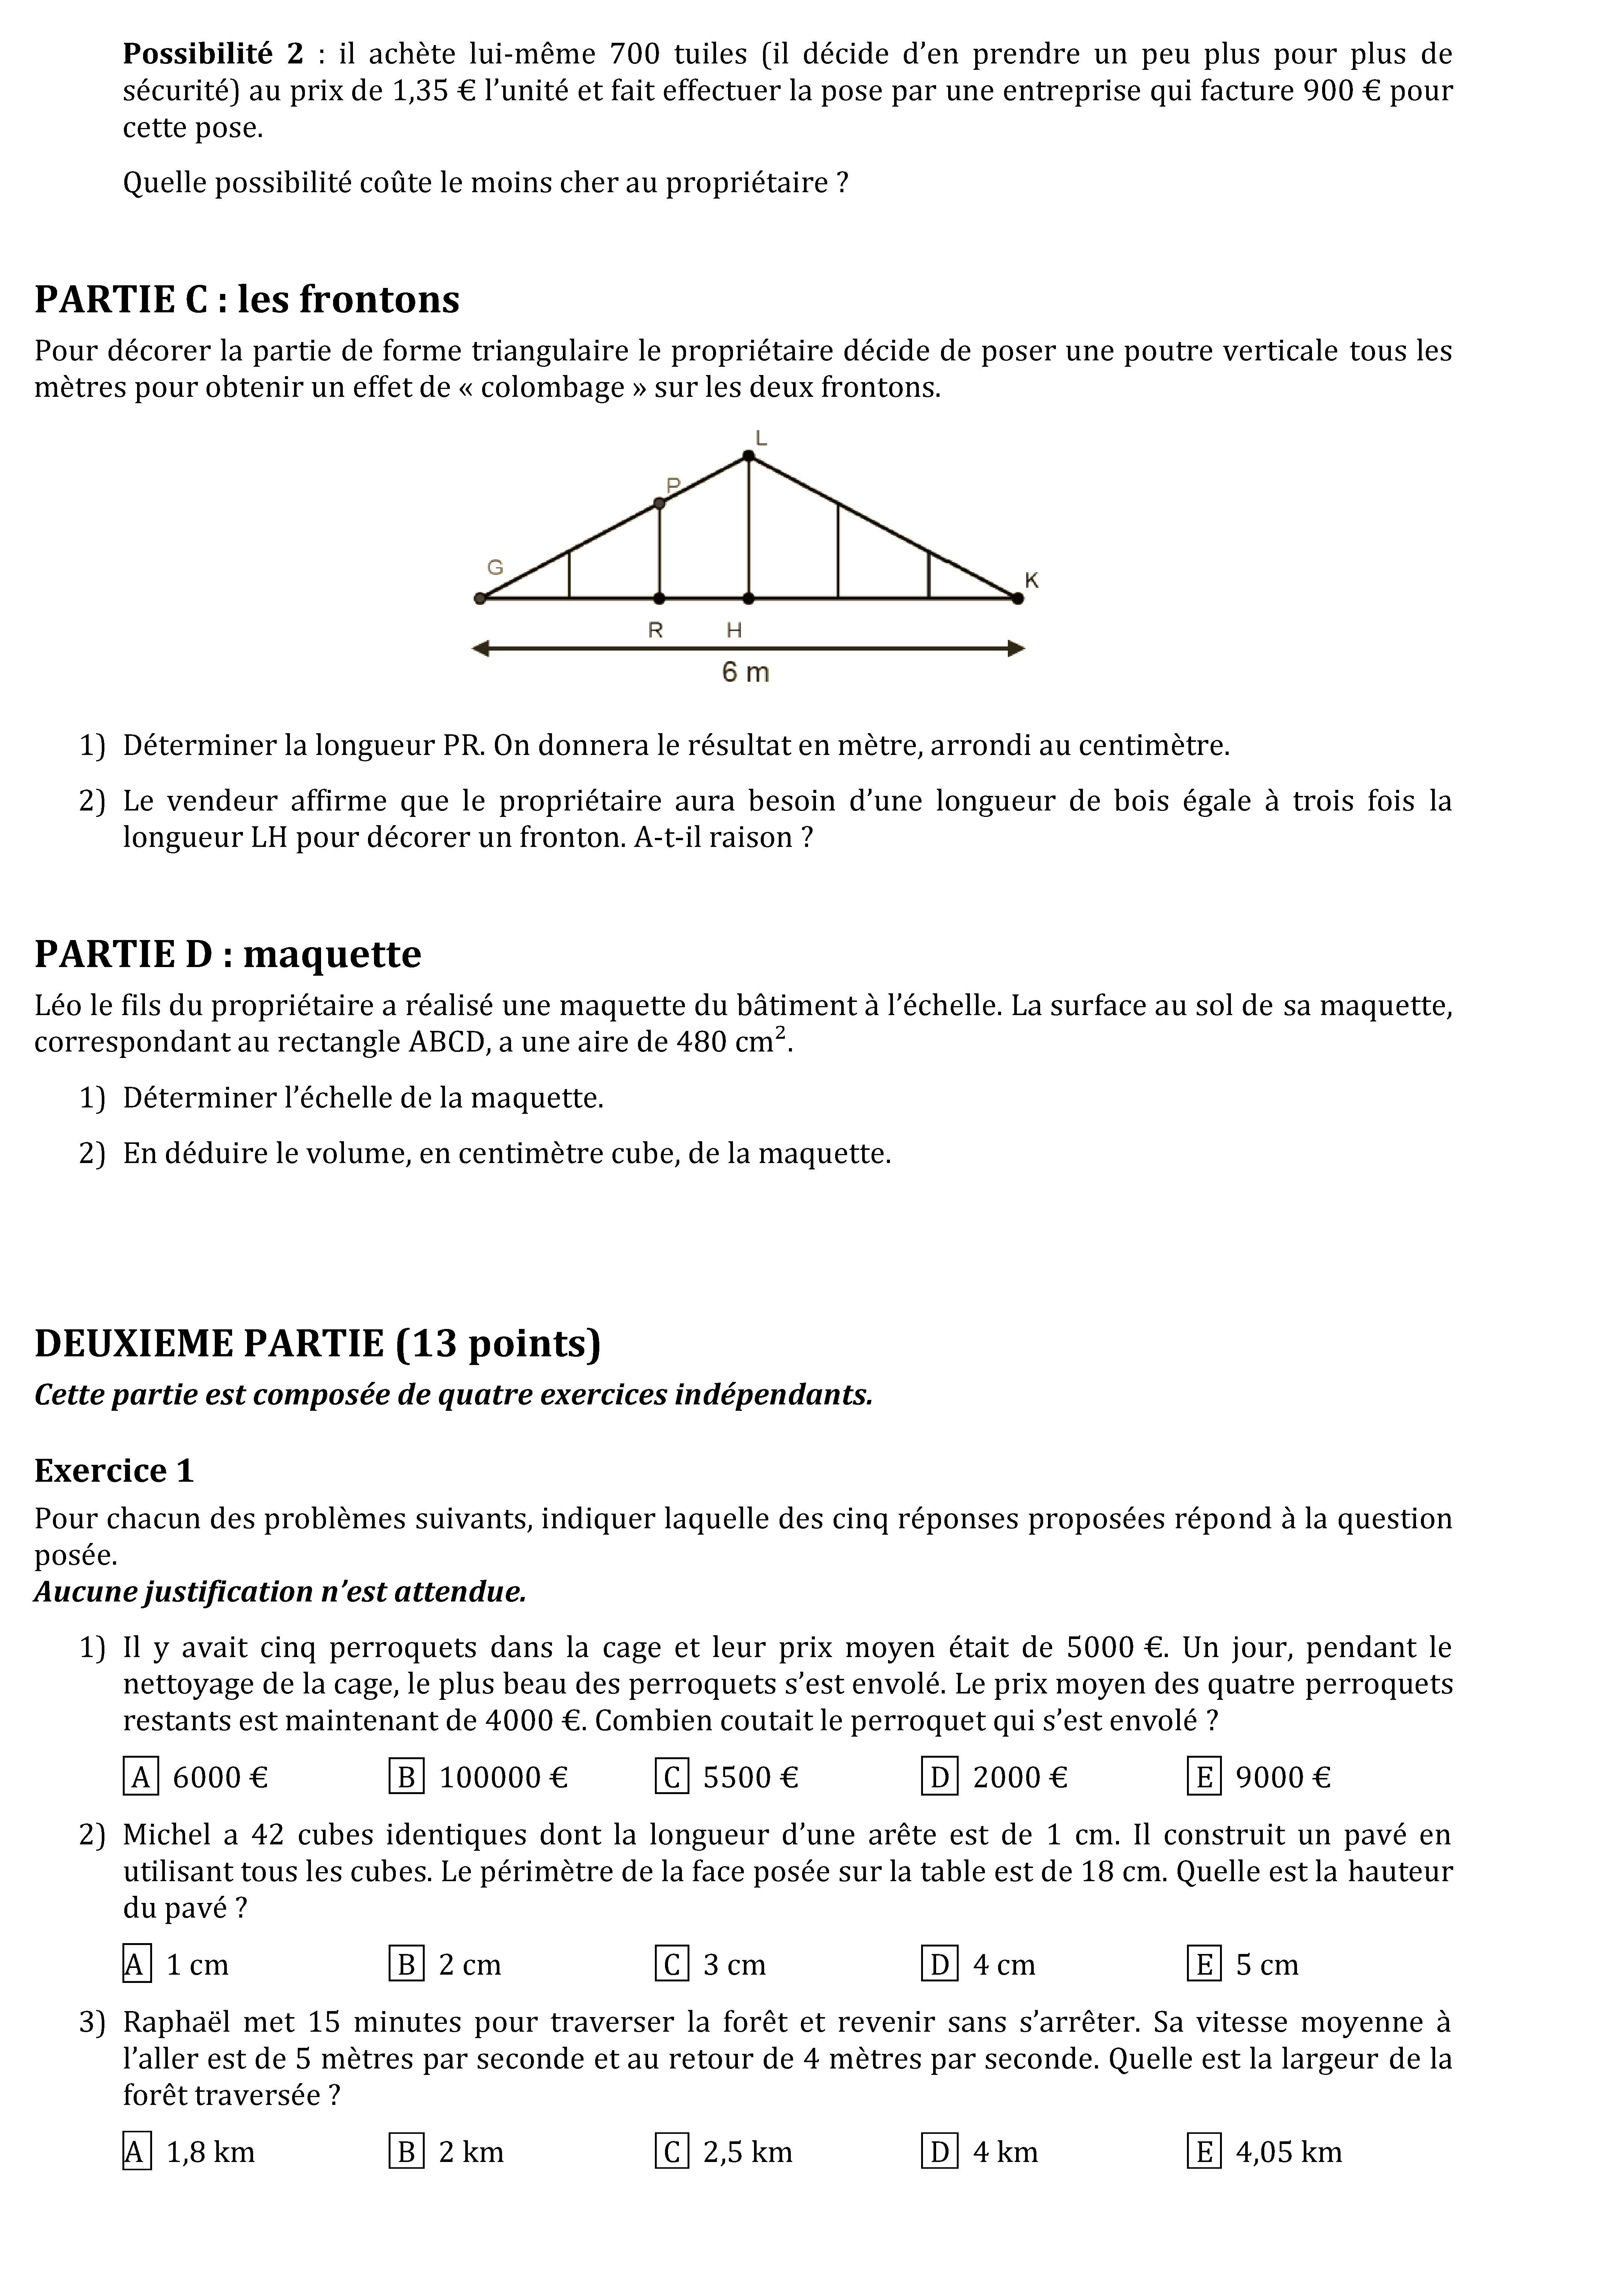 Possibilité 2 : il achète lui-même 700 tuiles (il décide d’en prendre un peu plus pour plus de
sécurité) au prix de 1,35 € l’unité et fait effectuer la pose par une entreprise qui facture 900 € pour
cette pose.
Quelle possibilité coûte le moins cher au propriétaire ?
PARTIE C : les frontons
Pour décorer la partie de forme triangulaire le propriétaire décide de poser une poutre verticale tous les
mètres pour obtenir un effet de « colombage » sur les deux frontons.
L
P
G
K
R H
6 m
1) Déterminer la longueur PR. On donnera le résultat en mètre, arrondi au centimètre.
2) Le vendeur affirme que le propriétaire aura besoin d’une longueur de bois égale à trois fois la
longueur LH pour décorer un fronton. A-t-il raison ?
PARTIE D : maquette
Léo le fils du propriétaire a réalisé une maquette du bâtiment à l’échelle. La surface au sol de sa maquette,
correspondant au rectangle ABCD, a une aire de 480 cm².
1) Déterminer l’échelle de la maquette.
2) En déduire le volume, en centimètre cube, de la maquette.
DEUXIEME PARTIE (13 points)
Cette partie est composée de quatre exercices indépendants.
Exercice 1
Pour chacun des problèmes suivants, indiquer laquelle des cinq réponses proposées répond à la question
posée.
Aucune justification n’est attendue.
1) Il y avait cinq perroquets dans la cage et leur prix moyen était de 5000 €. Un jour, pendant le
nettoyage de la cage, le plus beau des perroquets s’est envolé. Le prix moyen des quatre perroquets
restants est maintenant de 4000 €. Combien coutait le perroquet qui s’est envolé ?
A 6000 € B 100000 € C 5500 € D 2000 € E 9000 €
2) Michel a 42 cubes identiques dont la longueur d’une arête est de 1 cm. Il construit un pavé en
utilisant tous les cubes. Le périmètre de la face posée sur la table est de 18 cm. Quelle est la hauteur
du pavé ?
A 1 cm B 2 cm C 3 cm D 4 cm E 5 cm
3) Raphaël met 15 minutes pour traverser la forêt et revenir sans s’arrêter. Sa vitesse moyenne à
l’aller est de 5 mètres par seconde et au retour de 4 mètres par seconde. Quelle est la largeur de la
forêt traversée ?
A 1,8 km B 2 km C 2,5 km D 4 km E 4,05 km